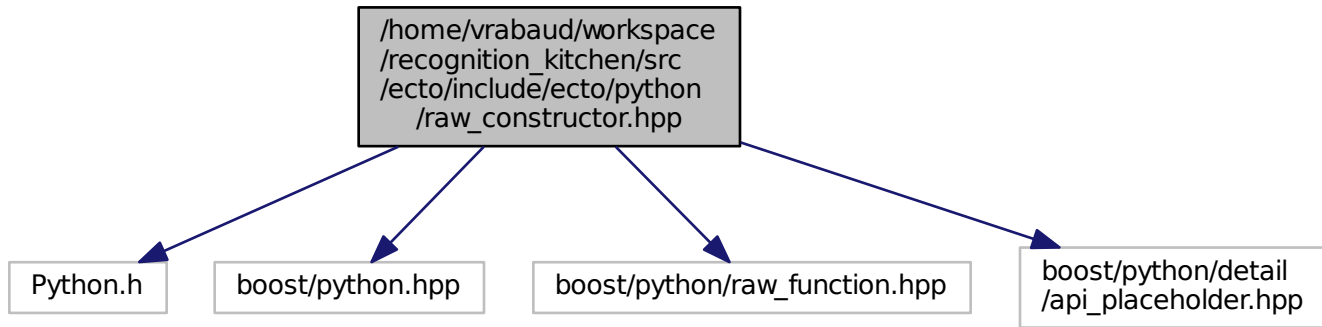 /home/vrabaud/workspace
/recognition_kitchen/src
/ecto/include/ecto/python
/raw_constructor.hpp
Python.h
boost/python.hpp
boost/python/raw_function.hpp
boost/python/detail
/api_placeholder.hpp